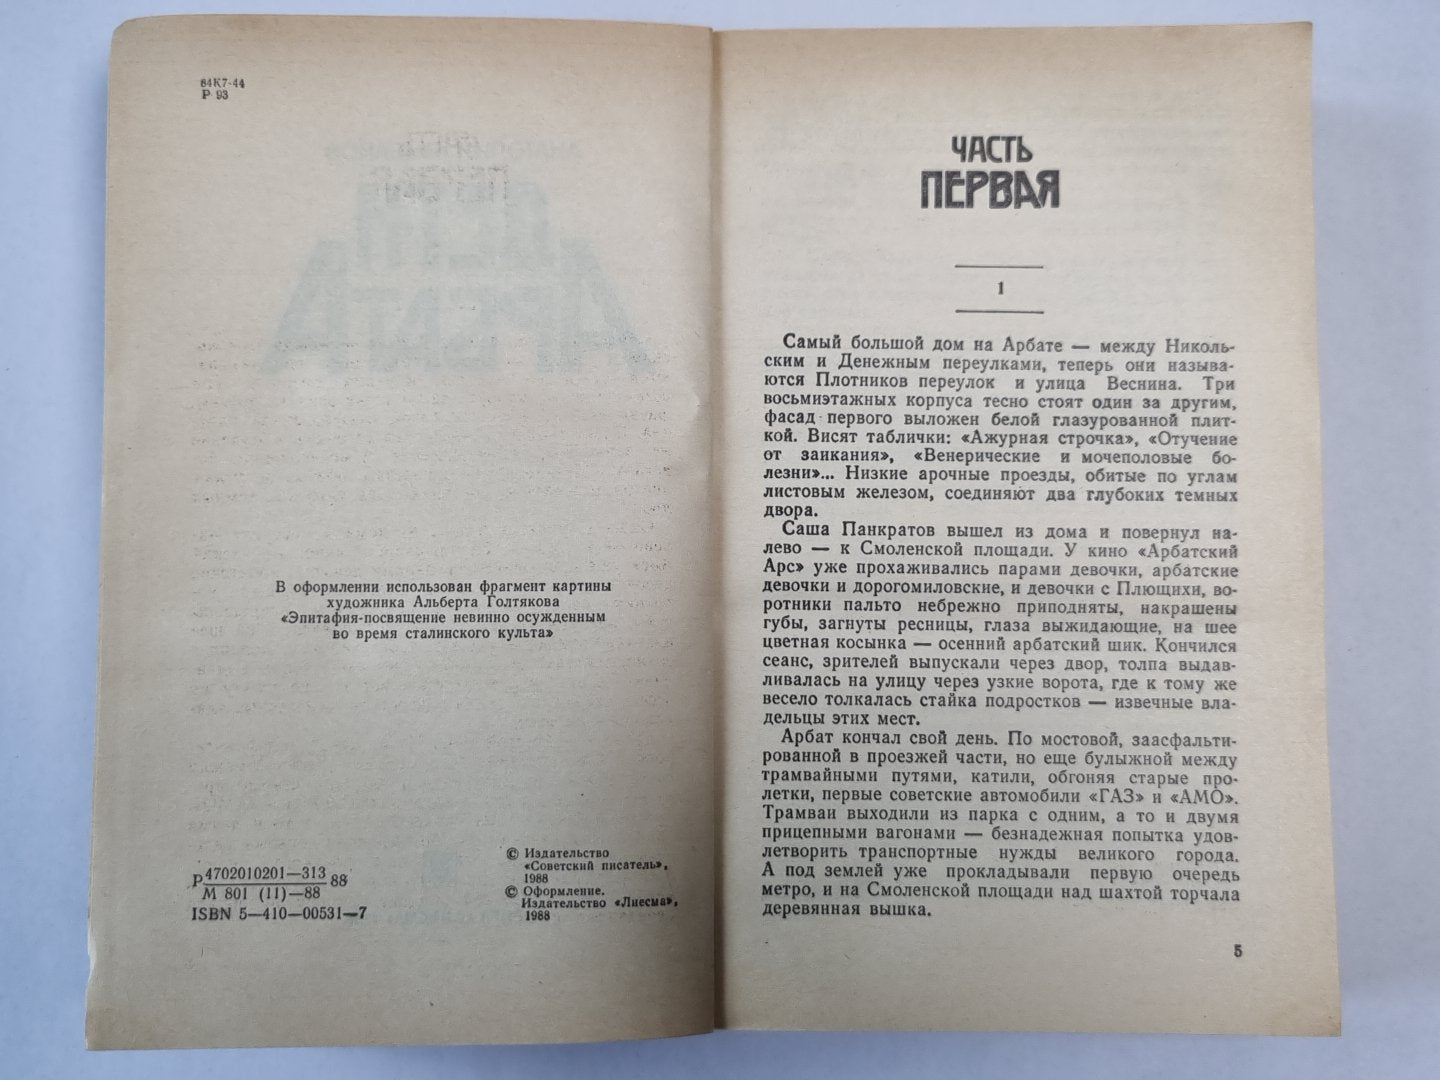 84К7-44
Р 93
В оформлении использован фрагмент картины
художника Альберта Голтякова
«Эпитафия-посвящение невинно осужденным
во время сталинского культа»
Р 4702010201—313 88
М 801 (11)—88
ISBN 5—410—00531—7
© Издательство
«Советский писатель»,
1988
© Оформление.
Издательство «Лиесма»,
1988
ЧАСТЬ
ПЕРВАЯ
1
Самый большой дом на Арбате — между Николь-
ским и Денежным переулками, теперь они называ-
ются Плотников переулок и улица Веснина. Три
восьмиэтажных корпуса тесно стоят один за другим,
фасад первого выложен белой глазурованной плит-
кой. Висят таблички: «Ажурная строчка», «Отучение
от заикания», «Венерические и мочеполовые бо-
лезни»... Низкие арочные проезды, обитые по углам
листовым железом, соединяют два глубоких темных
двора.
Саша Панкратов вышел из дома и повернул на-
лево — к Смоленской площади. У кино «Арбатский
Арс» уже прохаживались парами девочки, арбатские
девочки и дорогомиловские, и девочки с Плющихи, во-
ротники пальто небрежно приподняты, накрашены
губы, загнуты ресницы, глаза выжидающие, на шее
цветная косынка — осенний арбатский шик. Кончился
сеанс, зрителей выпускали через двор, толпа выдав-
ливалась на улицу через узкие ворота, где к тому же
весело толкалась стайка подростков — извечные вла-
дельцы этих мест.
Арбат кончал свой день. По мостовой, заасфальти-
рованной в проезжей части, но еще булыжной между
трамвайными путями, катили, обгоняя старые про-
летки, первые советские автомобили «ГАЗ» и «АМО».
Трамваи выходили из парка с одним, а то и двумя
прицепными вагонами — безнадежная попытка удов-
летворить транспортные нужды великого города.
А под землей уже прокладывали первую очередь
метро, и на Смоленской площади над шахтой торчала
деревянная вышка.
5